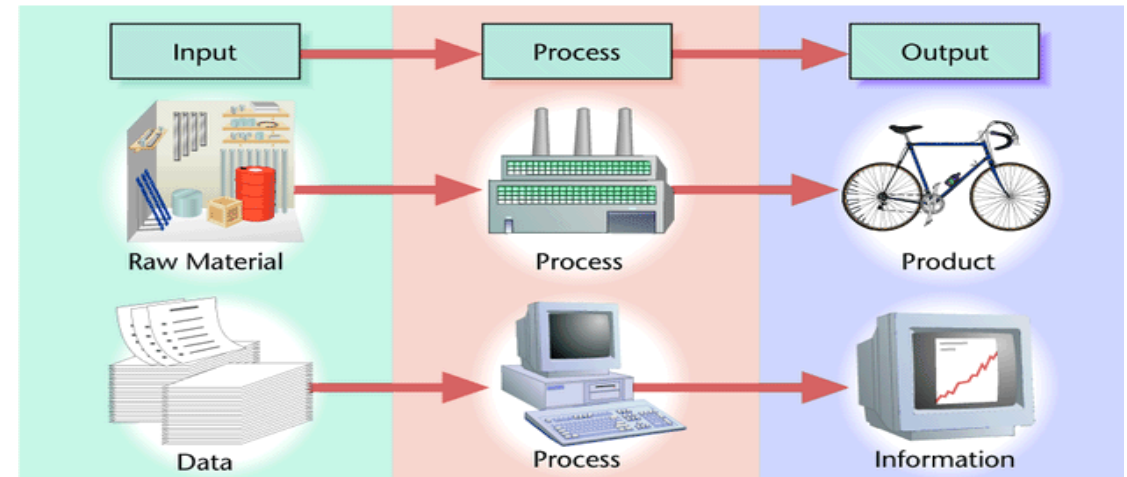 Input
Process
Output
Raw Material
Process
Product
Data
Process
Information